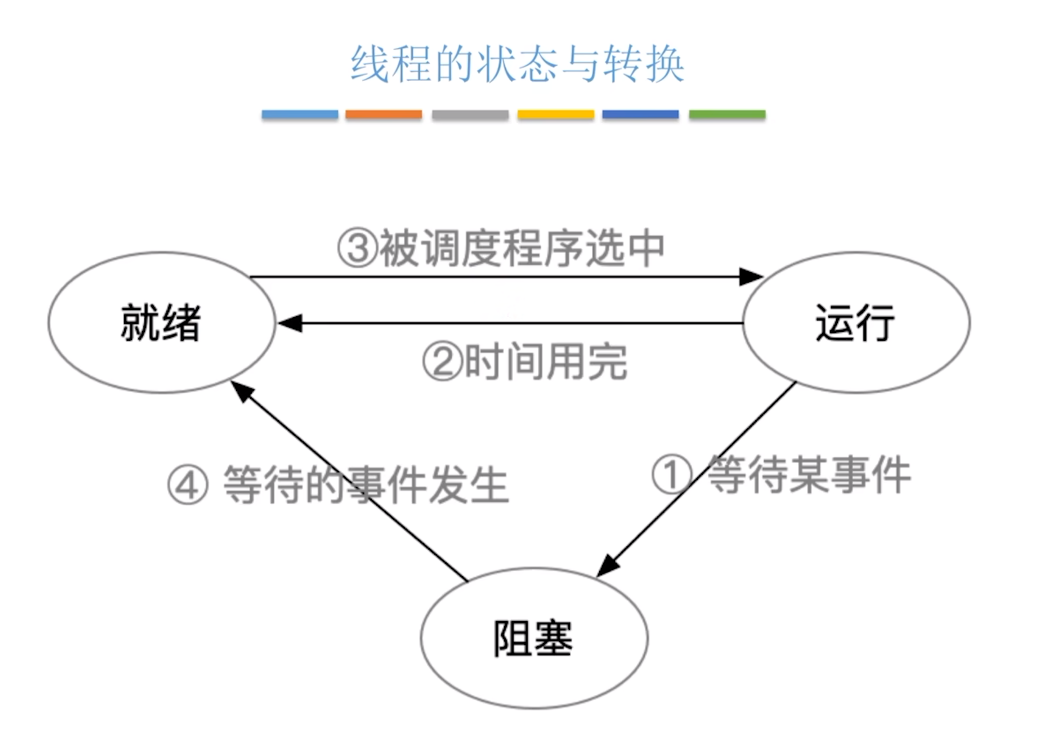 线程的状态与转换
③被调度程序选中
就绪
运行
②时间用完
④ 等待的事件发生
① 等待某事件
阻塞